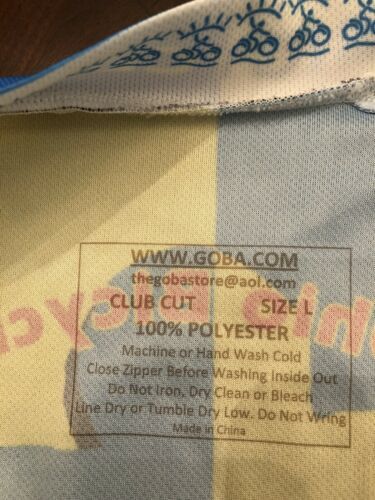 WWW.GOBA.COM
thegobastore@aol.com
CLUB CUT SIZE L
100% POLYESTER
Machine or Hand Wash Cold
Close Zipper Before Washing Inside Out
Do Not Iron, Dry Clean or Bleach
Line Dry or Tumble Dry Low. Do Not Wring
Made in China
hio Bicyc